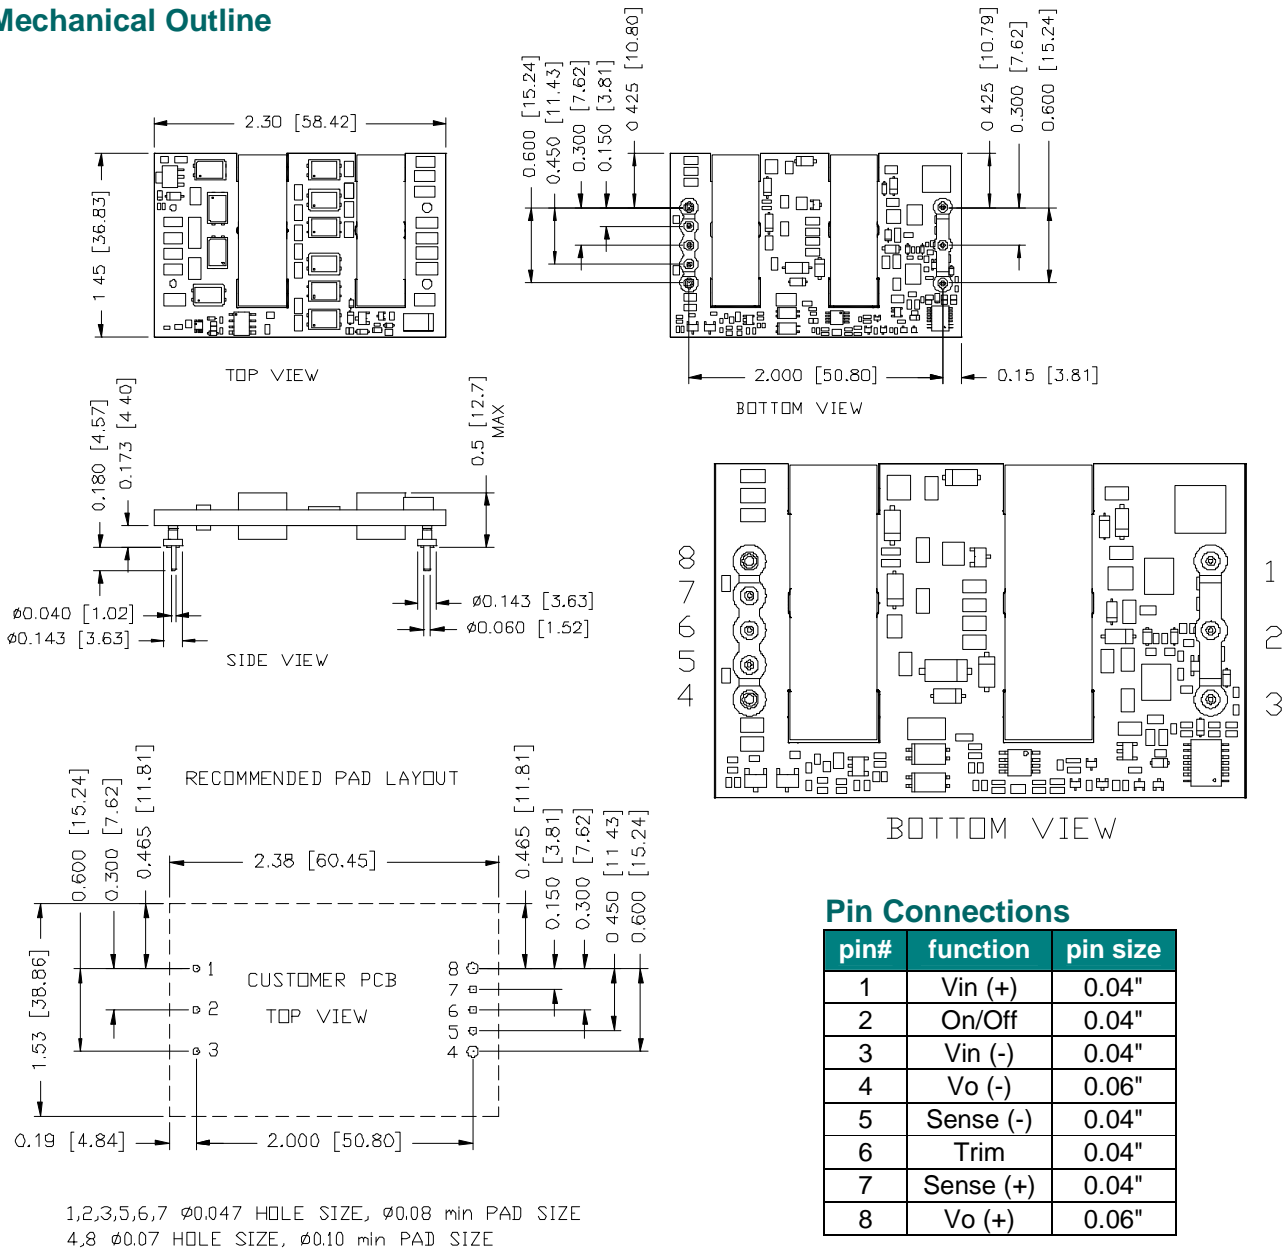 Mechanical Outline
2.30 [58.42]
1 45 [36.83]
TOP VIEW
0.600 [15.24]
0.450 [11.43]
0.300 [7.62]
0.150 [3.81]
0 425 [10.80]
0 425 [10.79]
0.300 [7.62]
0.600 [15.24]
2.000 [50.80]
0.15 [3.81]
BOTTOM VIEW
0.180 [4.57]
0.173 [4 40]
0.5 [12.7]
MAX
ø0.040 [1.02]
ø0.143 [3.63]
ø0.143 [3.63]
ø0.060 [1.52]
SIDE VIEW
8
7
6
5
4
1
2
3
BOTTOM VIEW
RECOMMENDED PAD LAYOUT
0.600 [15.24]
0.300 [7.62]
0.465 [11.81]
2.38 [60.45]
0.465 [11.81]
0.150 [3.81]
0.300 [7.62]
0 450 [11 43]
0.600 [15.24]
1.53 [38.86]
1
2
3
CUSTOMER PCB
TOP VIEW
8
7
6
5
4
0.19 [4.84]
2.000 [50.80]
1,2,3,5,6,7 ø0.047 HOLE SIZE, ø0.08 min PAD SIZE
4,8 ø0.07 HOLE SIZE, ø0.10 min PAD SIZE
Pin Connections
pin# function pin size
1 Vin (+) 0.04"
2 On/Off 0.04"
3 Vin (-) 0.04"
4 Vo (-) 0.06"
5 Sense (-) 0.04"
6 Trim 0.04"
7 Sense (+) 0.04"
8 Vo (+) 0.06"